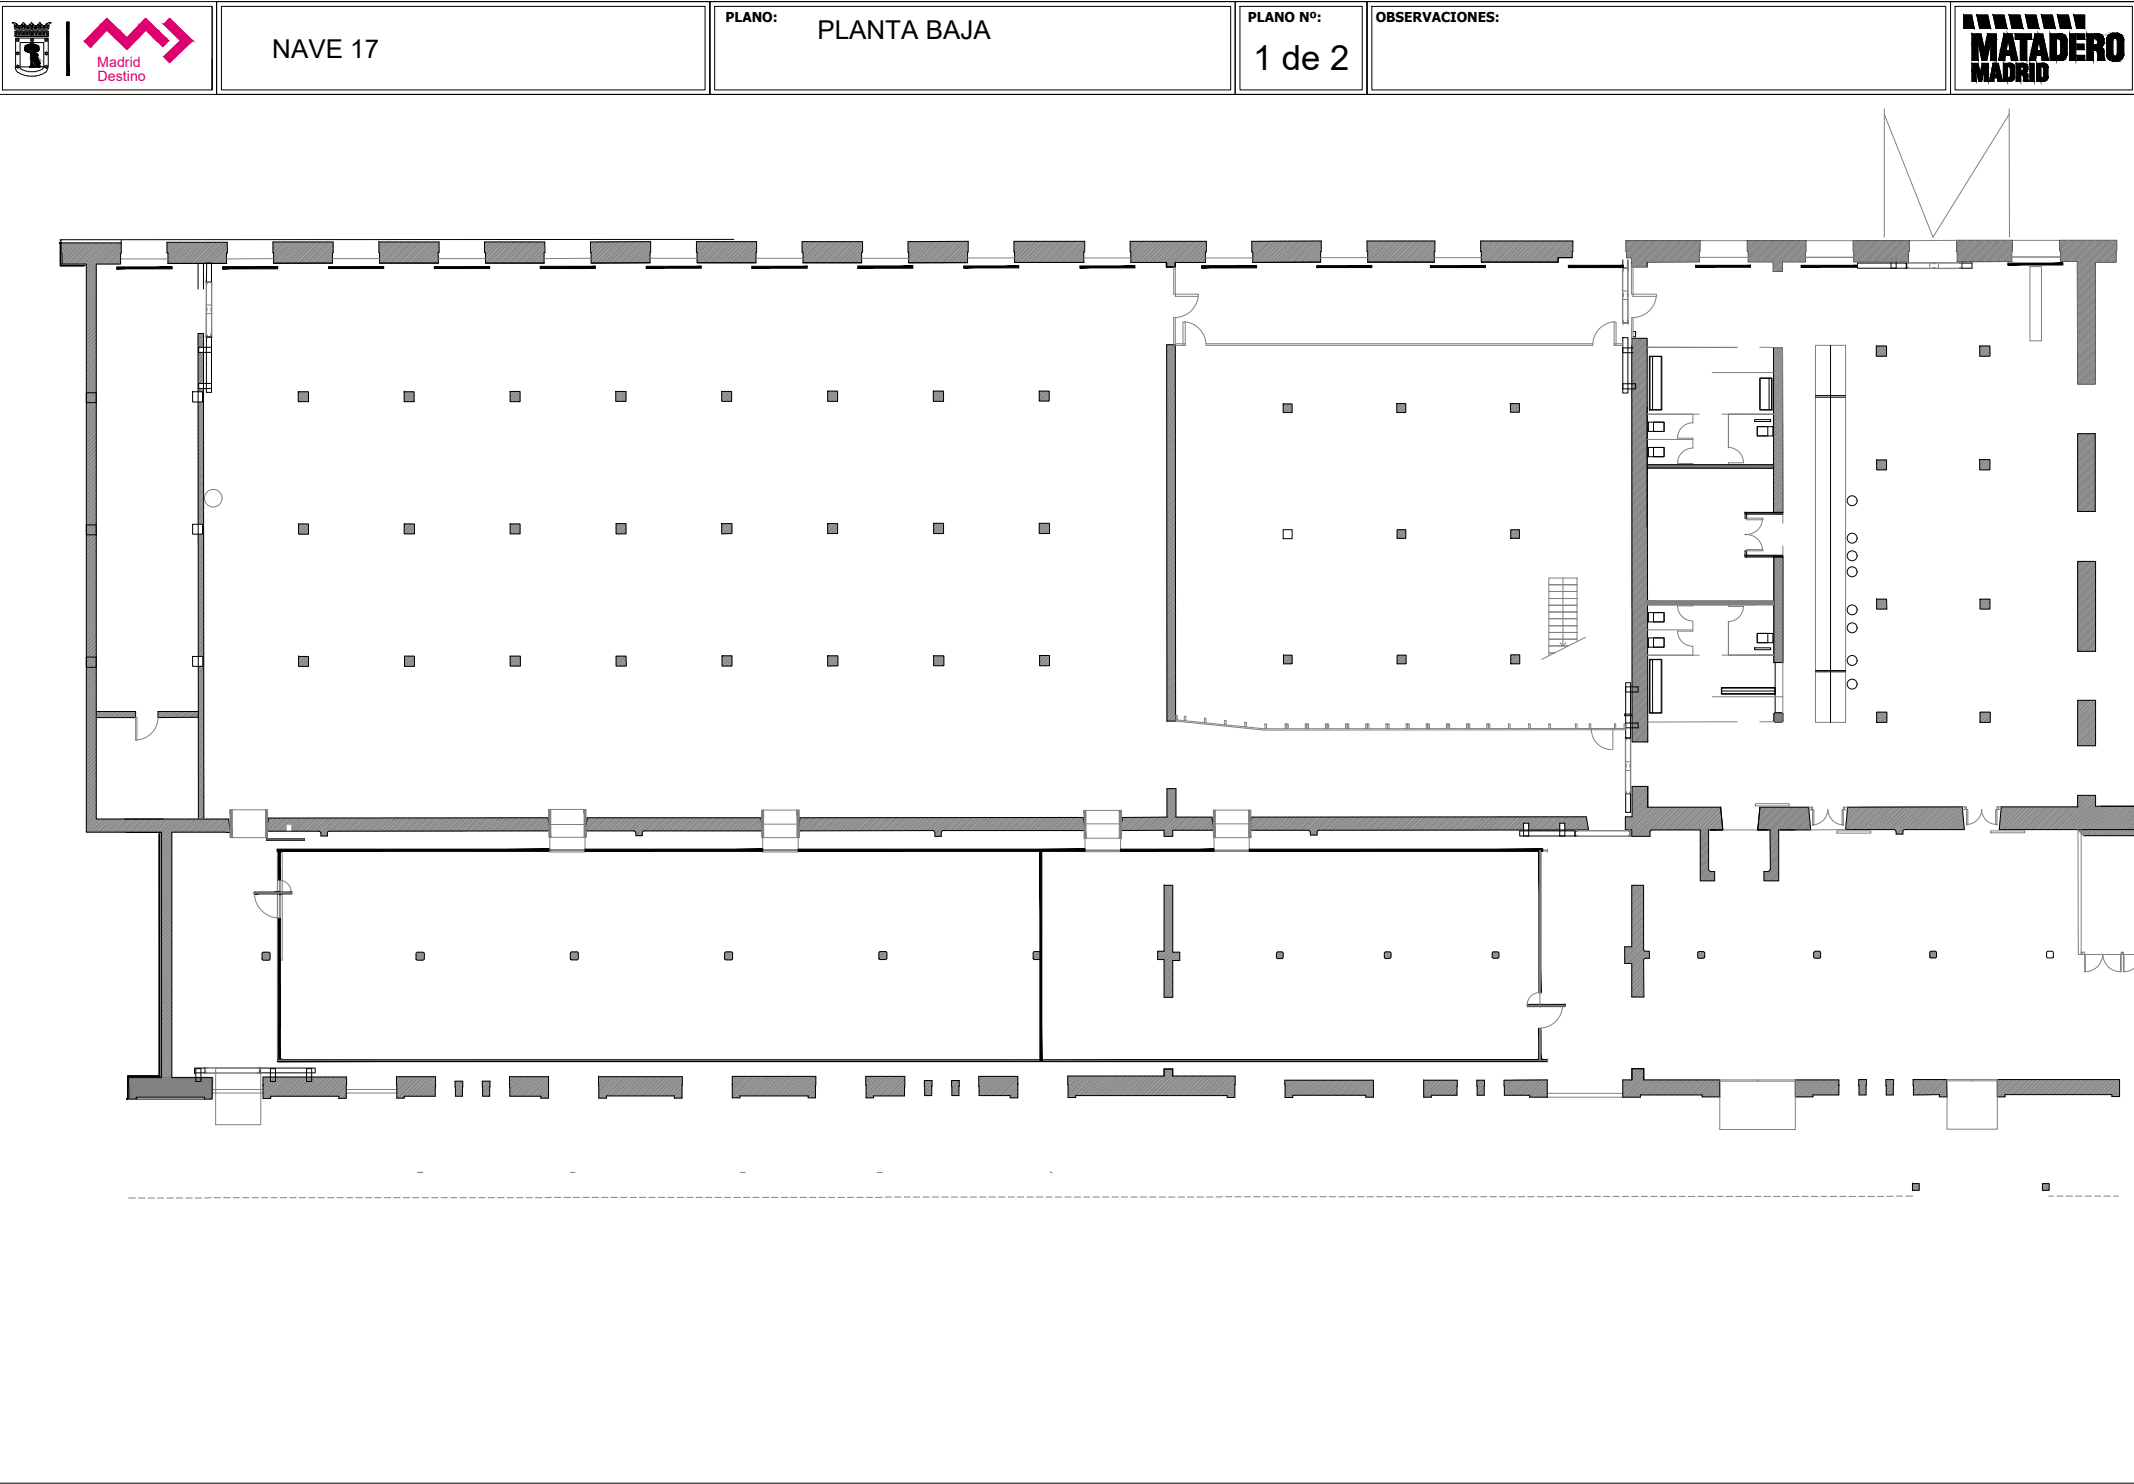 Madrid
Destino
NAVE 17
PLANO:
PLANTA BAJA
PLANO Nº:
1 de 2
OBSERVACIONES:
MATADERO
MADRID